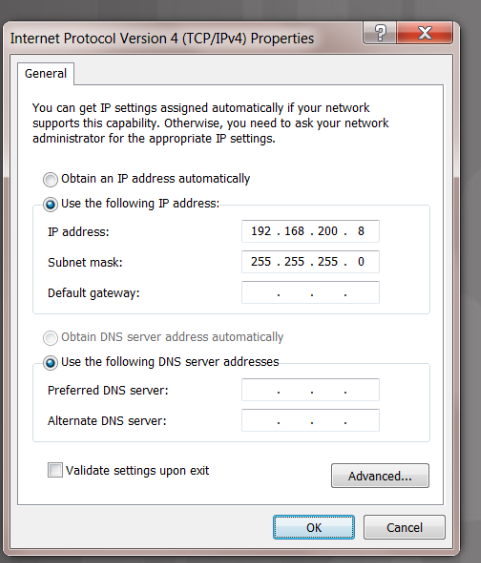 Internet Protocol Version 4 (TCP/IPv4) Properties
General
You can get IP settings assigned automatically if your network
supports this capability. Otherwise, you need to ask your network
administrator for the appropriate IP settings.
Obtain an IP address automatically
Use the following IP address:
IP address: 192 . 168 . 200 . 8
Subnet mask: 255 . 255 . 255 . 0
Default gateway: . . .
Obtain DNS server address automatically
Use the following DNS server addresses
Preferred DNS server: . . .
Alternate DNS server: . . .
Validate settings upon exit
Advanced...
OK Cancel